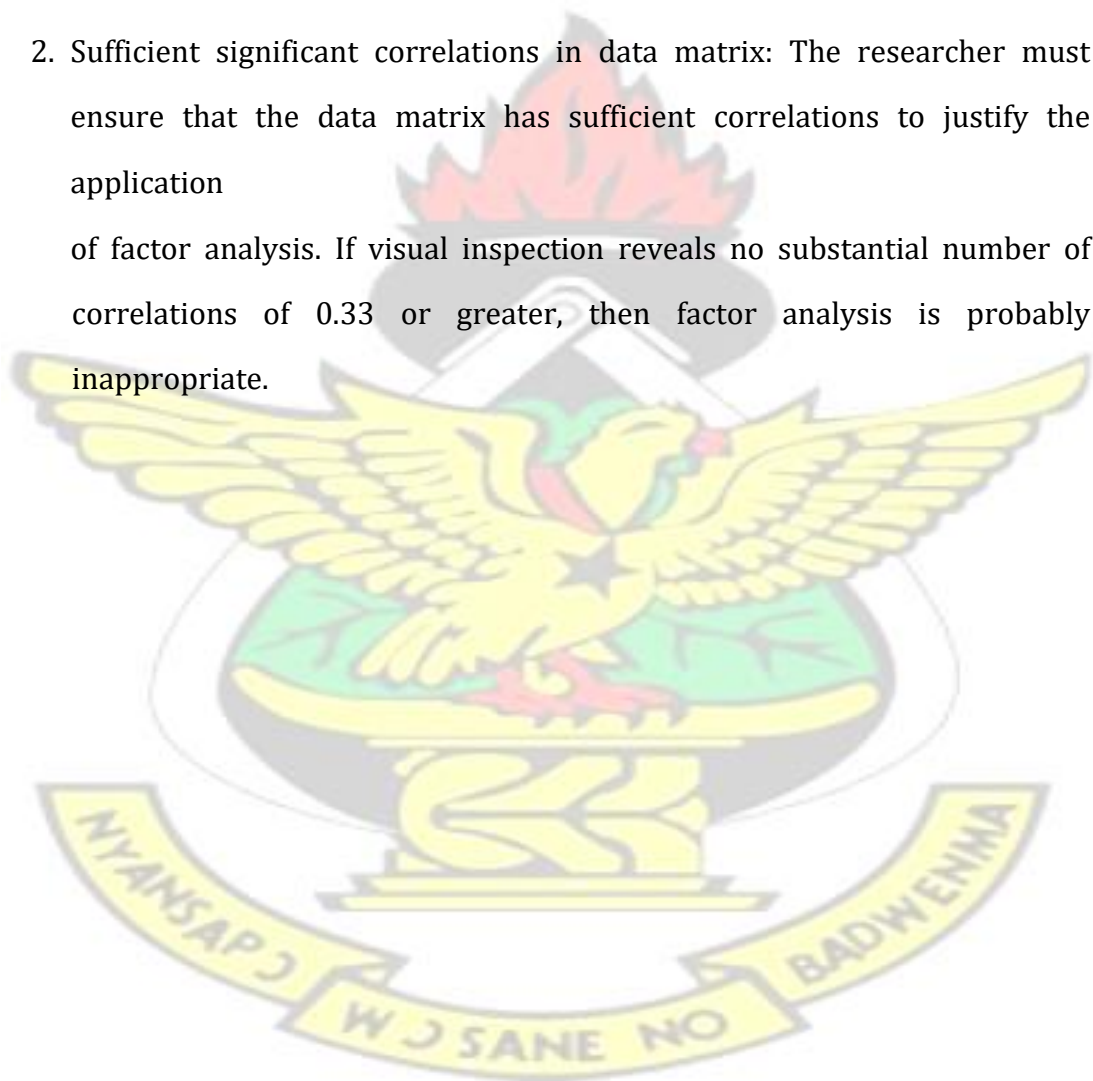 2. Sufficient significant correlations in data matrix: The researcher must
ensure that the data matrix has sufficient correlations to justify the
application
of factor analysis. If visual inspection reveals no substantial number of
correlations of 0.33 or greater, then factor analysis is probably
inappropriate.
NYANSAPƆ
WƆSANE NO
BADWENMA